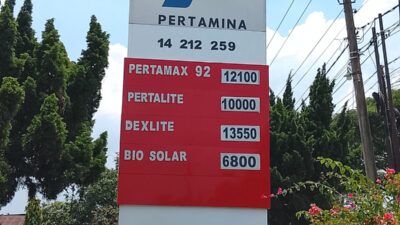 PERTAMINA
14 212 259
PERTAMAX 92 12100
PERTALITE 10000
DEXLITE 13550
BIO SOLAR 6800